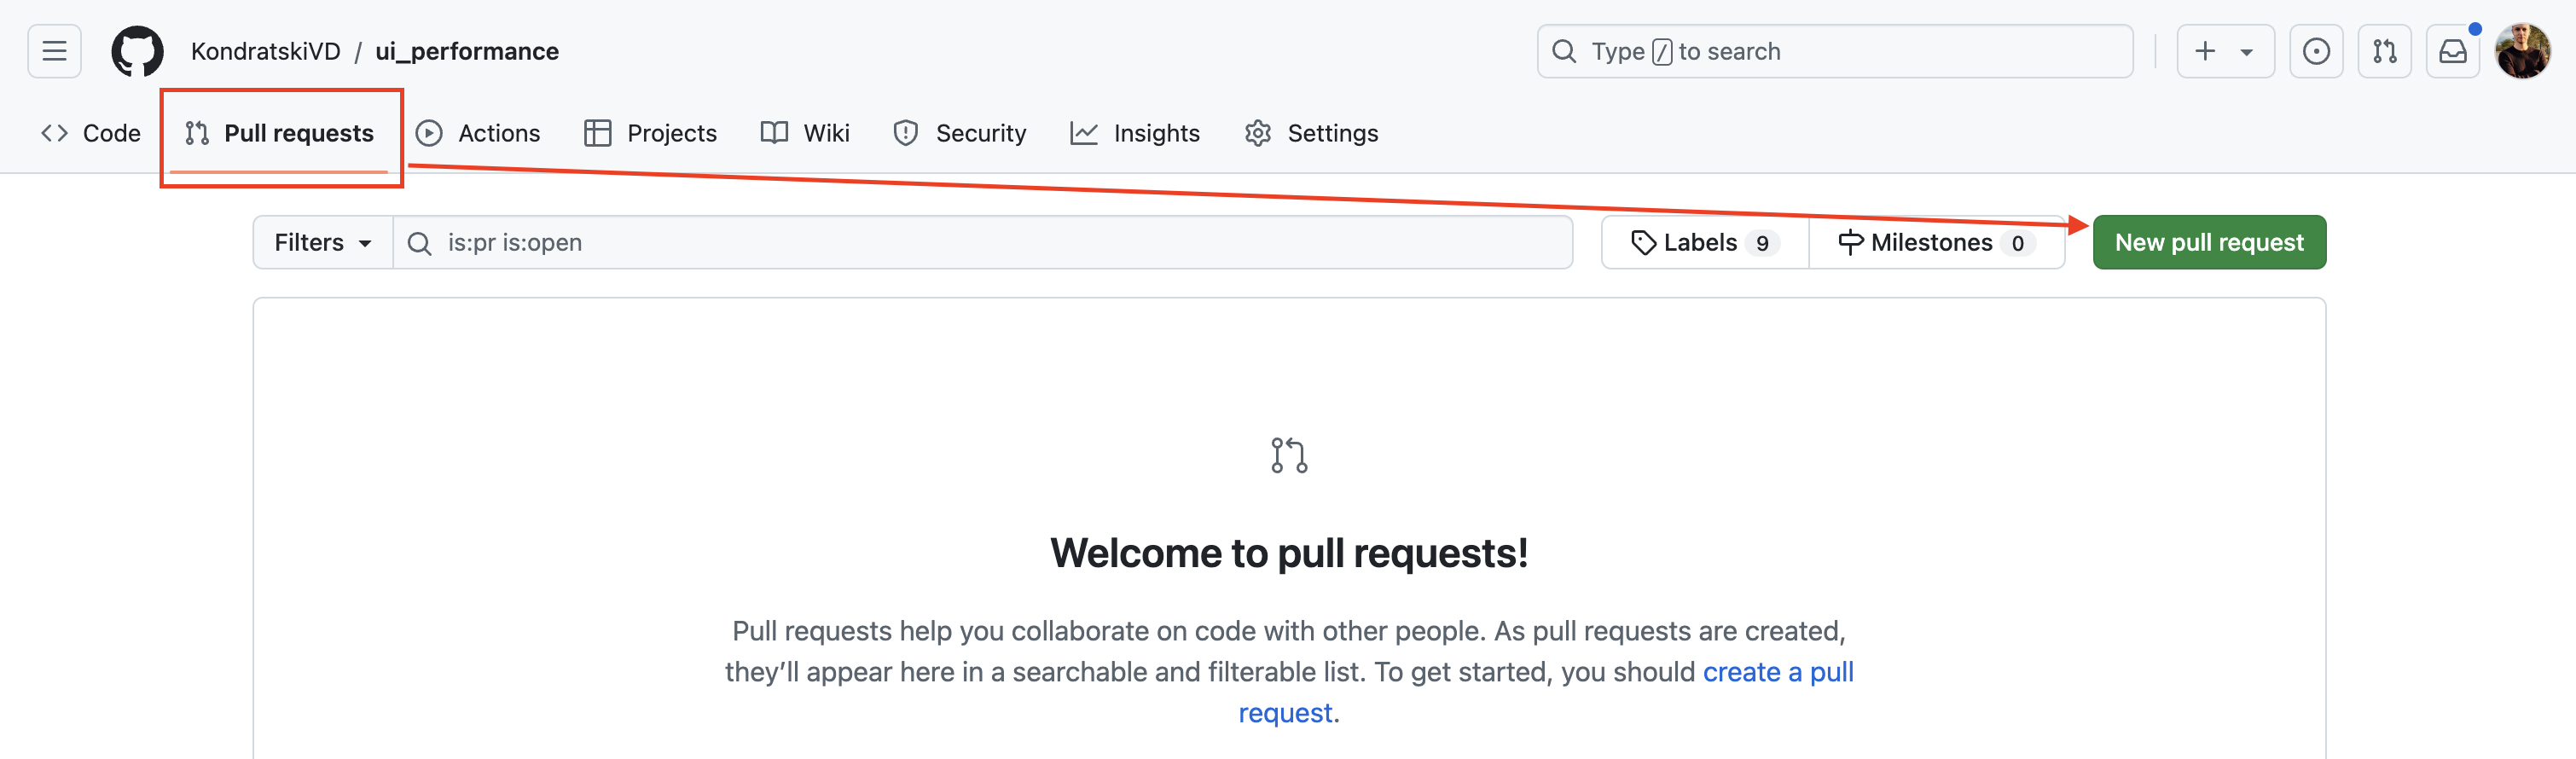 KondratskiVD / ui_performance
Type / to search
Code Pull requests Actions Projects Wiki Security Insights Settings
Filters is:pr is:open Labels 9 Milestones 0 New pull request
Welcome to pull requests!
Pull requests help you collaborate on code with other people. As pull requests are created,
they’ll appear here in a searchable and filterable list. To get started, you should create a pull
request.